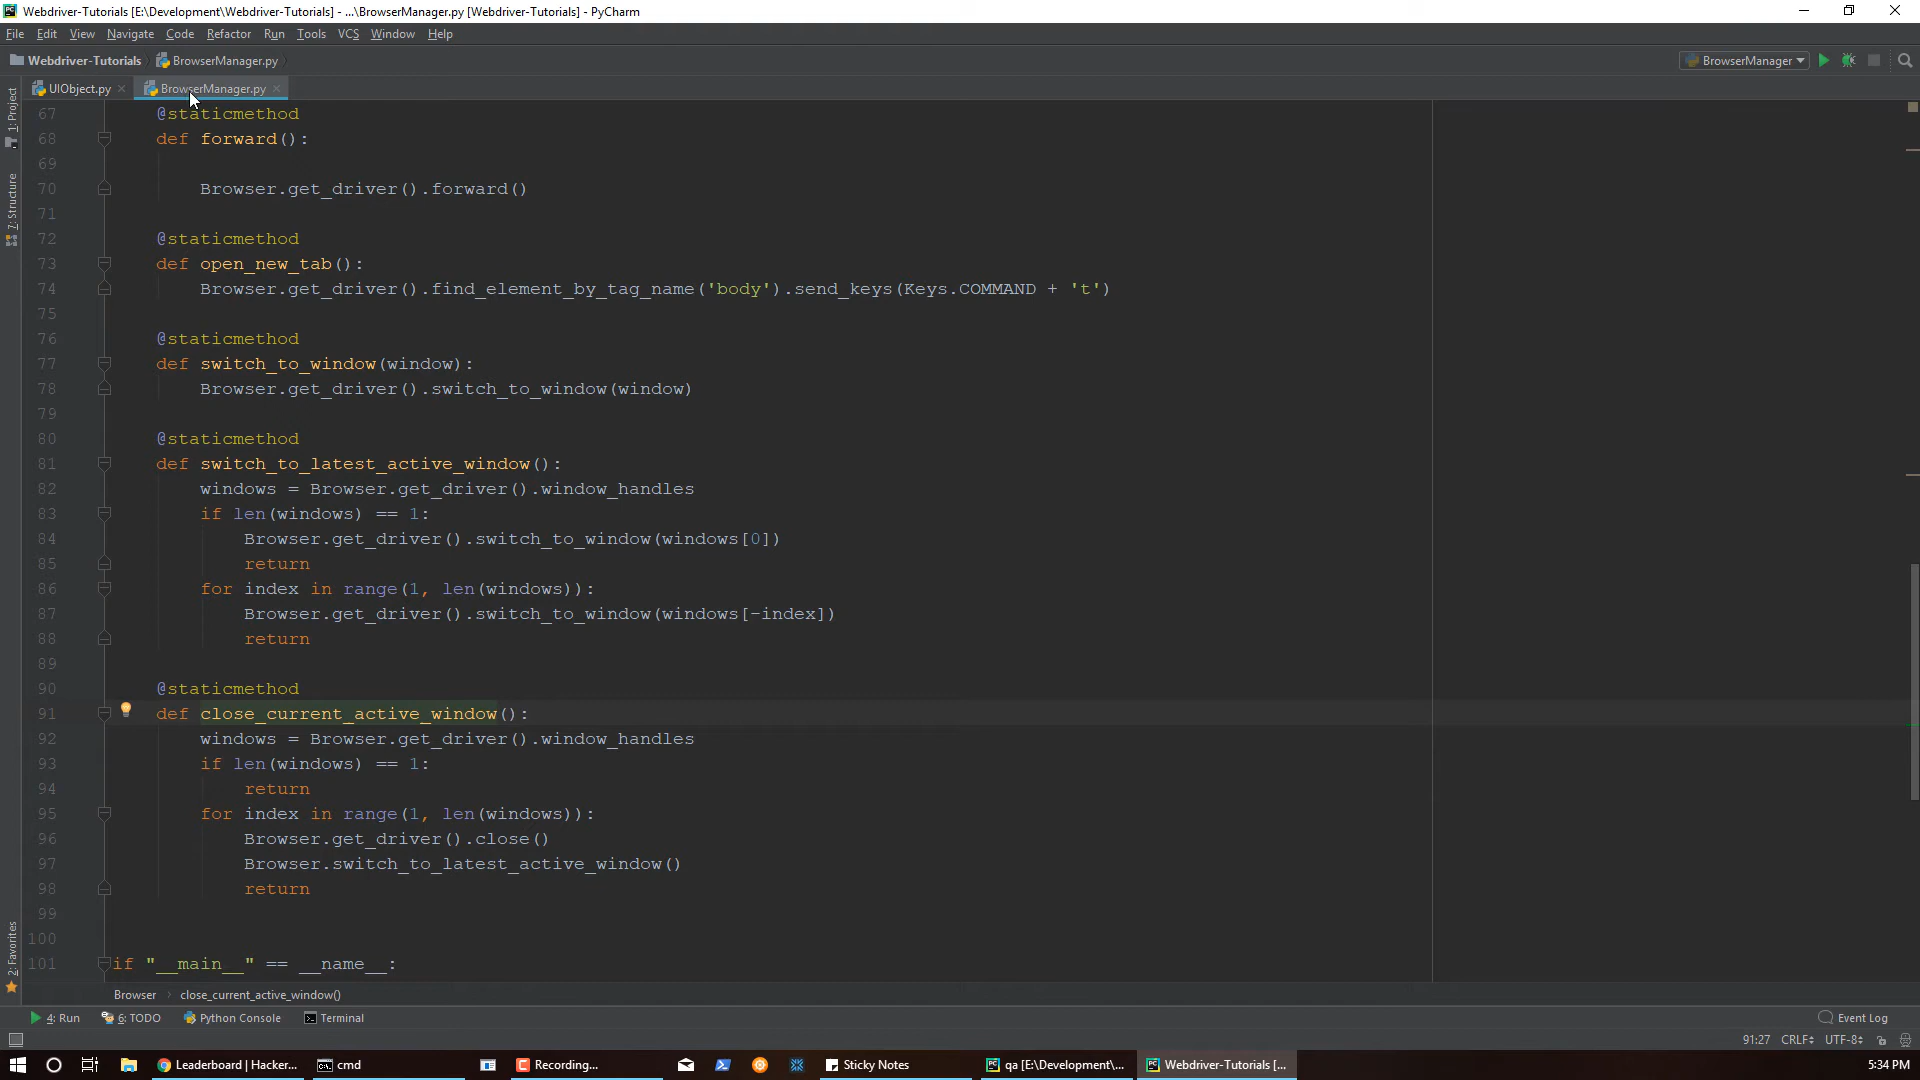 Webdriver-Tutorials [E:\Development\Webdriver-Tutorials] - ...\BrowserManager.py [Webdriver-Tutorials] - PyCharm
File Edit View Navigate Code Refactor Run Tools VCS Window Help
Webdriver-Tutorials BrowserManager.py BrowserManager
UIObject.py BrowserManager.py
1: Project
7: Structure
2: Favorites
67 @staticmethod
68 def forward():
69
70 Browser.get_driver().forward()
71
72 @staticmethod
73 def open_new_tab():
74 Browser.get_driver().find_element_by_tag_name('body').send_keys(Keys.COMMAND + 't')
75
76 @staticmethod
77 def switch_to_window(window):
78 Browser.get_driver().switch_to_window(window)
79
80 @staticmethod
81 def switch_to_latest_active_window():
82 windows = Browser.get_driver().window_handles
83 if len(windows) == 1:
84 Browser.get_driver().switch_to_window(windows[0])
85 return
86 for index in range(1, len(windows)):
87 Browser.get_driver().switch_to_window(windows[-index])
88 return
89
90 @staticmethod
91 def close_current_active_window():
92 windows = Browser.get_driver().window_handles
93 if len(windows) == 1:
94 return
95 for index in range(1, len(windows)):
96 Browser.get_driver().close()
97 Browser.switch_to_latest_active_window()
98 return
99
100
101 if "__main__" == __name__:
Browser close_current_active_window()
4: Run 6: TODO Python Console Terminal Event Log
91:27 CRLF UTF-8
Leaderboard | Hacker... cmd Recording... Sticky Notes qa [E:\Development\... Webdriver-Tutorials [... 5:34 PM